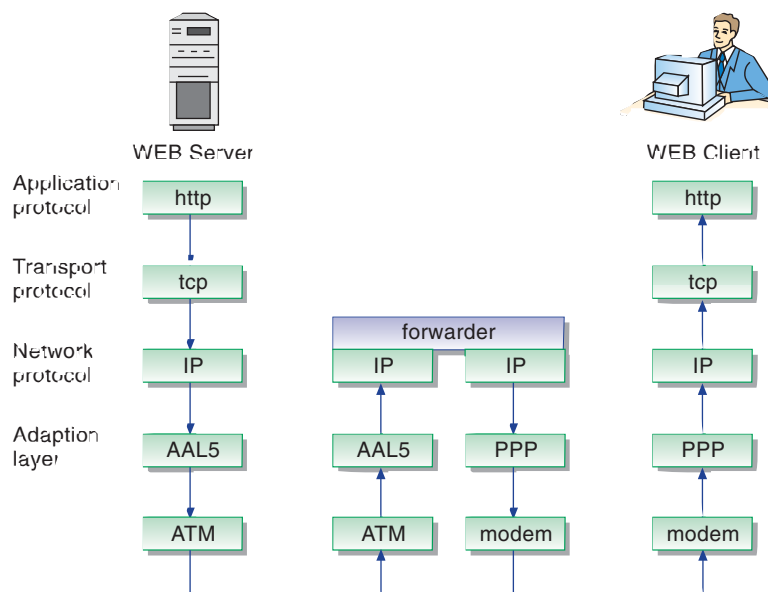 WEB Server
WEB Client
Application
protocol
http
http
Transport
protocol
tcp
tcp
forwarder
Network
protocol
IP
IP
IP
IP
Adaption
layer
AAL5
AAL5
PPP
PPP
ATM
ATM
modem
modem